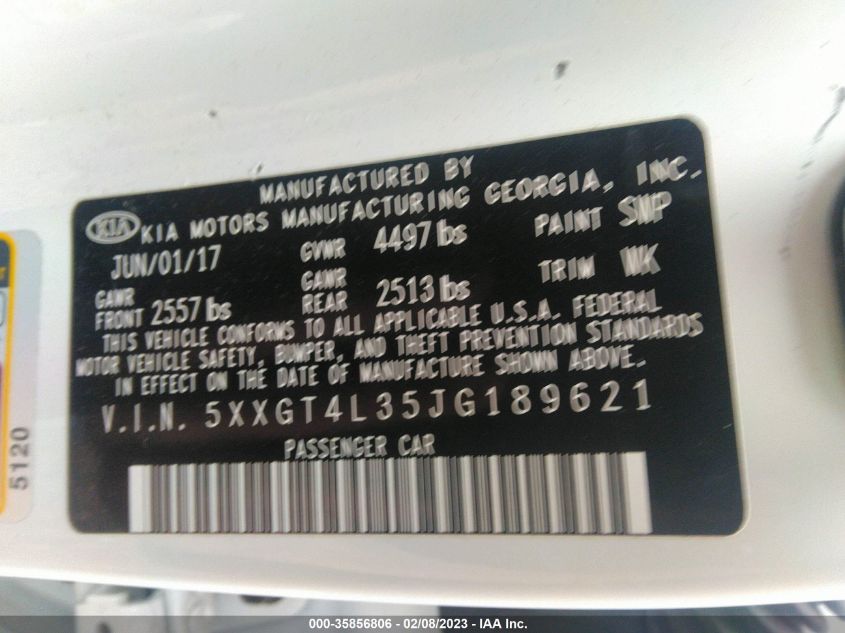 MANUFACTURED BY
KIA KIA MOTORS MANUFACTURING GEORGIA, INC.
JUN/01/17 GVWR 4497 lbs PAINT SWP
GAWR FRONT 2557 lbs GAWR REAR 2513 lbs TRIM WK
THIS VEHICLE CONFORMS TO ALL APPLICABLE U.S.A. FEDERAL
MOTOR VEHICLE SAFETY, BUMPER, AND THEFT PREVENTION STANDARDS
IN EFFECT ON THE DATE OF MANUFACTURE SHOWN ABOVE.
V.I.N. 5XXGT4L35JG189621
PASSENGER CAR
5120
000-35856806 - 02/08/2023 - IAA Inc.